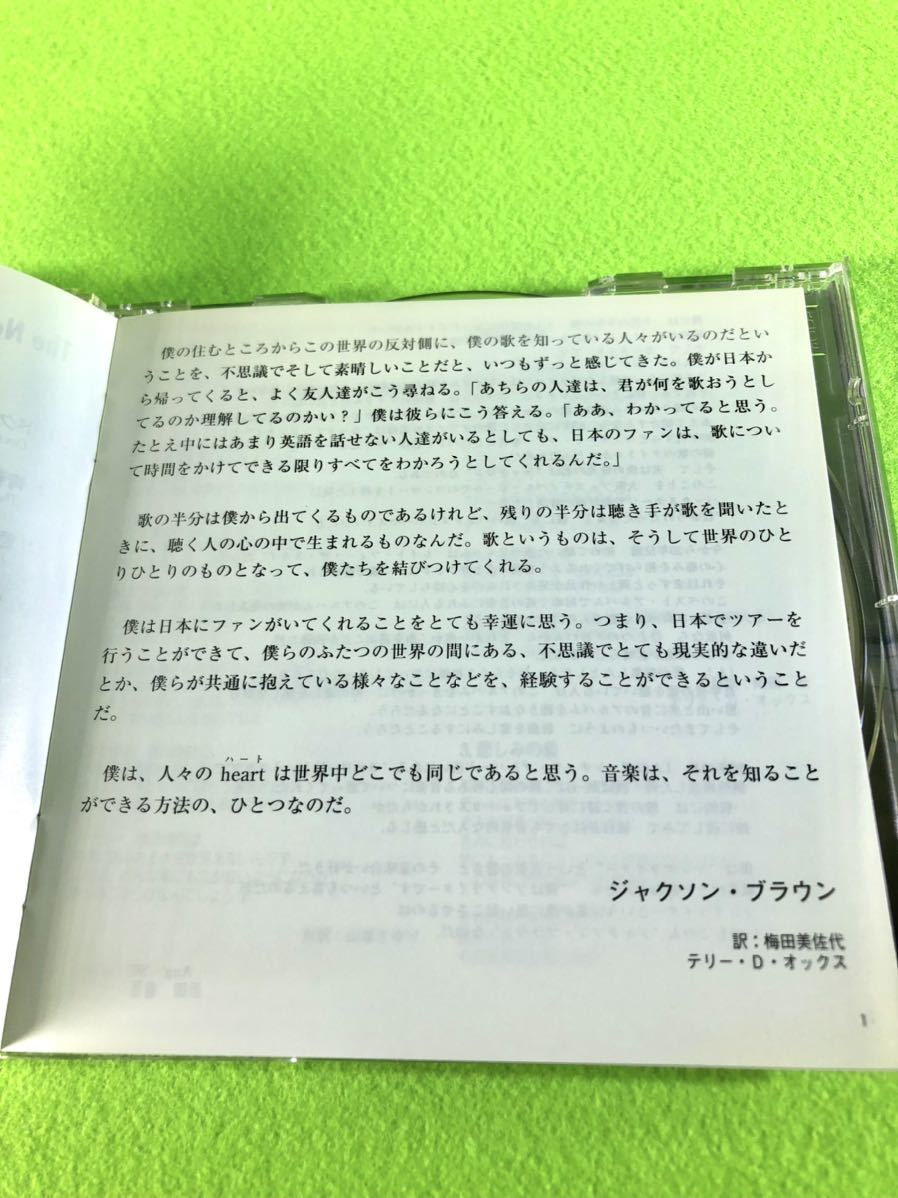 The N
僕の住むところからこの世界の反対側に、僕の歌を知っている人々がいるのだとい
うことを、不思議でそして素晴しいことだと、いつもずっと感じてきた。僕が日本か
ら帰ってくると、よく友人達がこう尋ねる。「あちらの人達は、君が何を歌おうとし
てるのか理解してるのかい？」僕は彼らにこう答える。「ああ、わかってると思う。
たとえ中にはあまり英語を話せない人達がいるとしても、日本のファンは、歌につい
て時間をかけてできる限りすべてをわかろうとしてくれるんだ。」
歌の半分は僕から出てくるものであるけれど、残りの半分は聴き手が歌を聞いたと
きに、聴く人の心の中で生まれるものなんだ。歌というものは、そうして世界のひと
りひとりのものとなって、僕たちを結びつけてくれる。
僕は日本にファンがいてくれることをとても幸運に思う。つまり、日本でツアーを
行うことができて、僕らのふたつの世界の間にある、不思議でとても現実的な違いだ
とか、僕らが共通に抱えている様々なことなどを、経験することができるということ
だ。
ハート
僕は、人々の heart は世界中どこでも同じであると思う。音楽は、それを知ること
ができる方法の、ひとつなのだ。
ジャクソン・ブラウン
訳：梅田美佐代
テリー・D・オックス
1